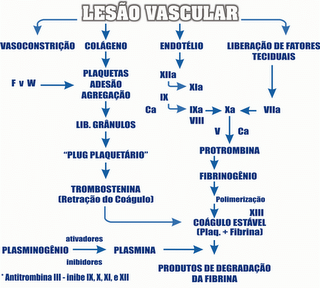 LESÃO VASCULAR
VASOCONSTRIÇÃO COLÁGENO ENDOTÉLIO LIBERAÇÃO DE FATORES
TECIDUAIS
PLAQUETAS
ADESÃO
AGREGAÇÃO
F v W
XIIa
XIa
IX
Ca IXa Xa VIIa
VIII
LIB. GRÂNULOS
V Ca
"PLUG PLAQUETÁRIO"
PROTROMBINA
FIBRINOGÊNIO
TROMBOSTENINA
(Retração do Coágulo)
Polimerização
XIII
COÁGULO ESTÁVEL
(Plaq. + Fibrina)
ativadores
PLASMINOGÊNIO PLASMINA
inibidores
PRODUTOS DE DEGRADAÇÃO
DA FIBRINA
* Antitrombina III - inibe IX, X, XI, e XII